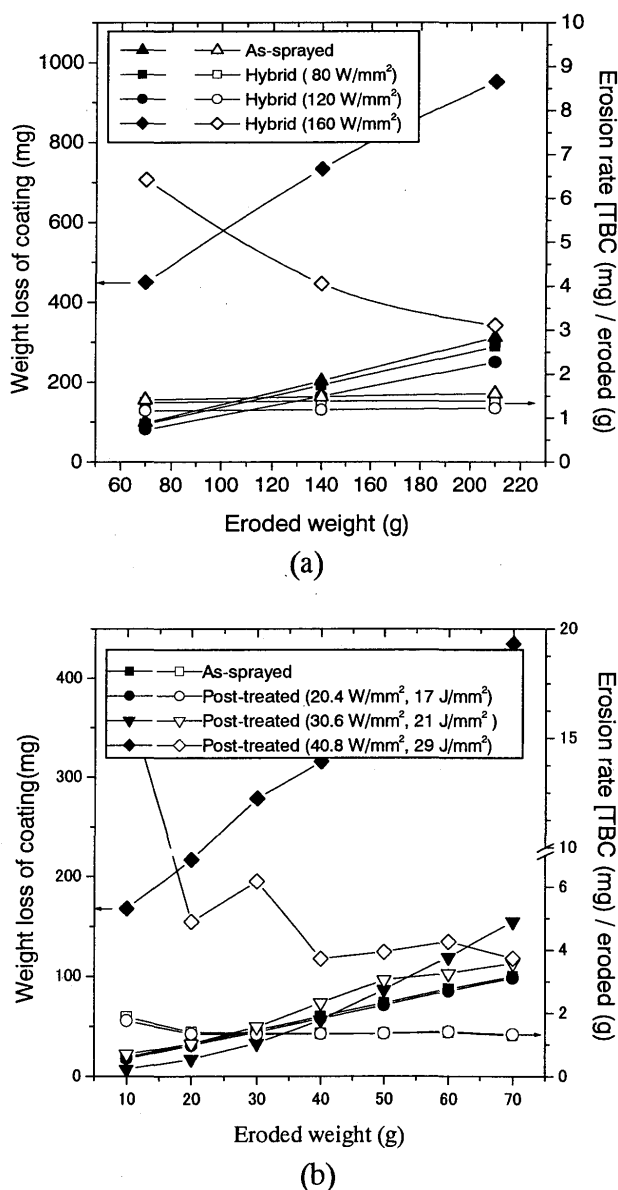 As-sprayed
Hybrid ( 80 W/mm²)
Hybrid (120 W/mm²)
Hybrid (160 W/mm²)
Weight loss of coating (mg)
1000
800
600
400
200
0
10
9
8
7
6
5
4
3
2
1
0
Erosion rate [TBC (mg) / eroded (g)
60 80 100 120 140 160 180 200 220
Eroded weight (g)
(a)
As-sprayed
Post-treated (20.4 W/mm², 17 J/mm²)
Post-treated (30.6 W/mm², 21 J/mm² )
Post-treated (40.8 W/mm², 29 J/mm²)
Weight loss of coating(mg)
400
300
200
100
0
20
15
10
6
4
2
0
Erosion rate [TBC (mg) / eroded (g)
10 20 30 40 50 60 70
Eroded weight (g)
(b)